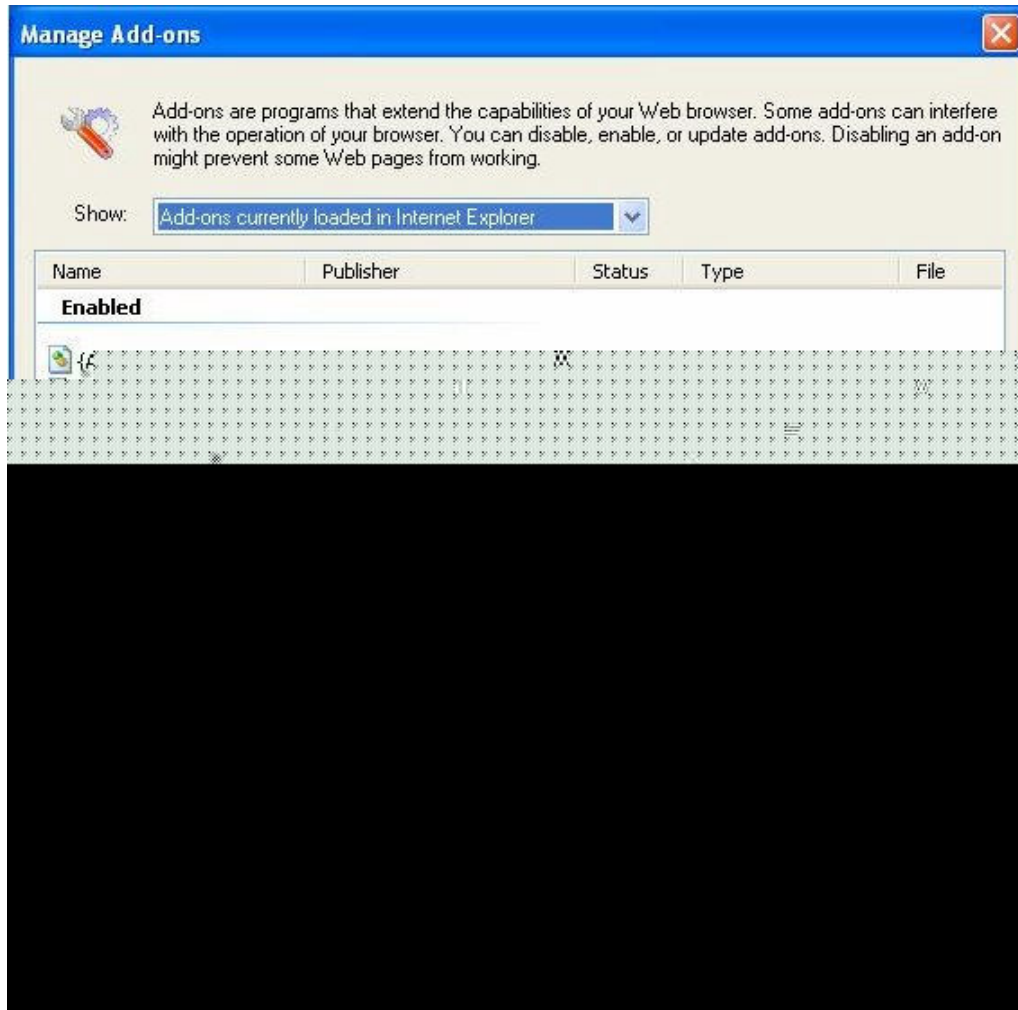 Manage Add-ons
Add-ons are programs that extend the capabilities of your Web browser. Some add-ons can interfere
with the operation of your browser. You can disable, enable, or update add-ons. Disabling an add-on
might prevent some Web pages from working.
Show: Add-ons currently loaded in Internet Explorer
Name Publisher Status Type File
Enabled